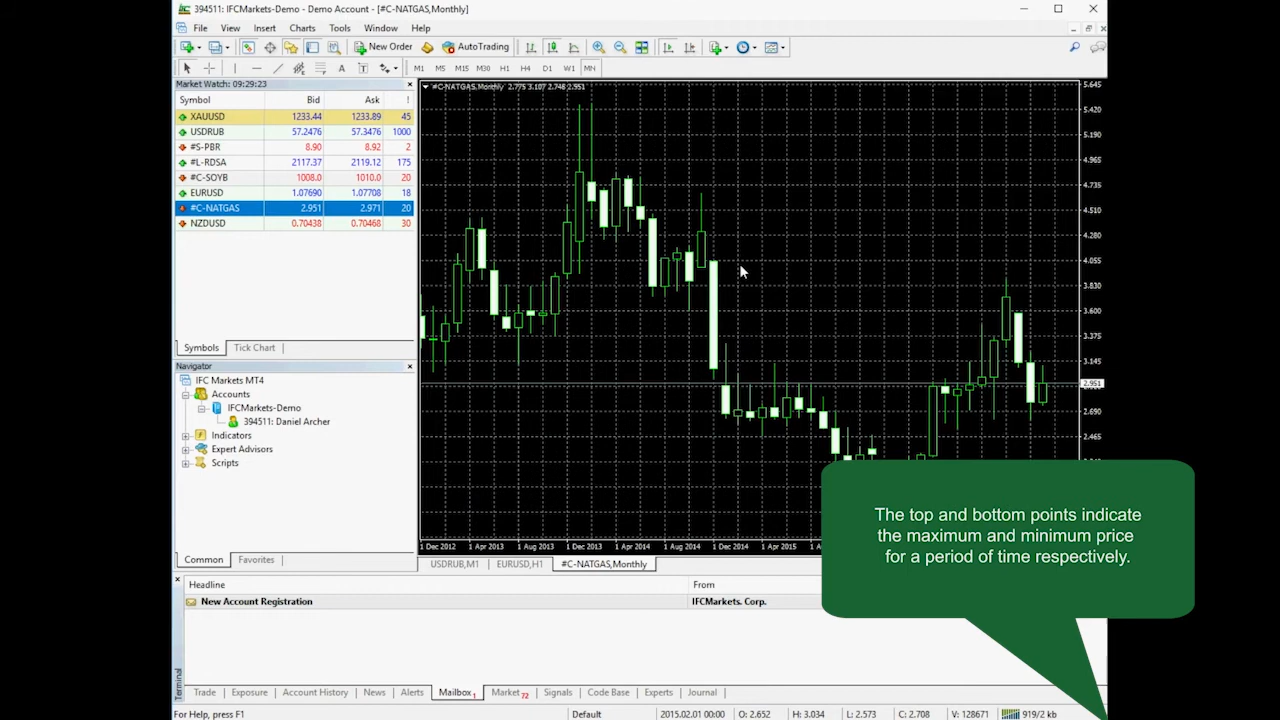 394511: IFCMarkets-Demo - Demo Account - [#C-NATGAS,Monthly]
File View Insert Charts Tools Window Help
New Order AutoTrading
M1 M5 M15 M30 H1 H4 D1 W1 MN
Market Watch: 09:29:23
Symbol Bid Ask !
XAUUSD 1233.44 1233.89 45
USDRUB 57.2476 57.3476 1000
#S-PBR 8.90 8.92 2
#L-RDSA 2117.37 2119.12 175
#C-SOYB 1008.0 1010.0 20
EURUSD 1.07690 1.07708 18
#C-NATGAS 2.951 2.971 20
NZDUSD 0.70438 0.70468 30
Symbols Tick Chart
Navigator
IFC Markets MT4
Accounts
IFCMarkets-Demo
394511: Daniel Archer
Indicators
Expert Advisors
Scripts
Common Favorites
#C-NATGAS,Monthly 2.775 3.107 2.748 2.951
5.645
5.420
5.190
4.965
4.735
4.510
4.280
4.055
3.830
3.600
3.375
3.145
2.951
2.690
2.465
1 Dec 2012 1 Apr 2013 1 Aug 2013 1 Dec 2013 1 Apr 2014 1 Aug 2014 1 Dec 2014 1 Apr 2015
USDRUB,M1 EURUSD,H1 #C-NATGAS,Monthly
The top and bottom points indicate
the maximum and minimum price
for a period of time respectively.
Headline From
New Account Registration IFCMarkets. Corp.
Terminal
Trade Exposure Account History News Alerts Mailbox 1 Market 72 Signals Code Base Experts Journal
For Help, press F1 Default 2015.02.01 00:00 O: 2.652 H: 3.034 L: 2.573 C: 2.708 V: 128671 919/2 kb